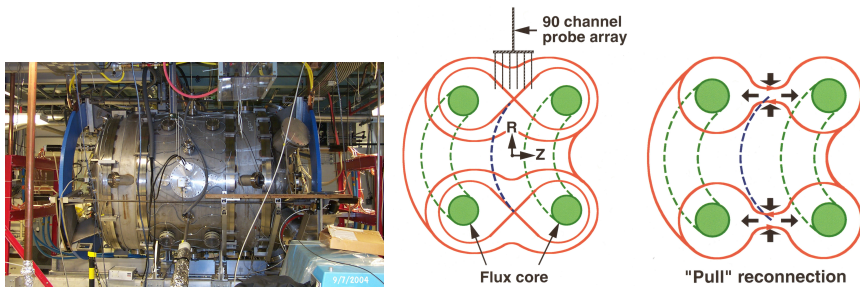 9/7/2004
90 channel
probe array
R
Z
Flux core
"Pull" reconnection